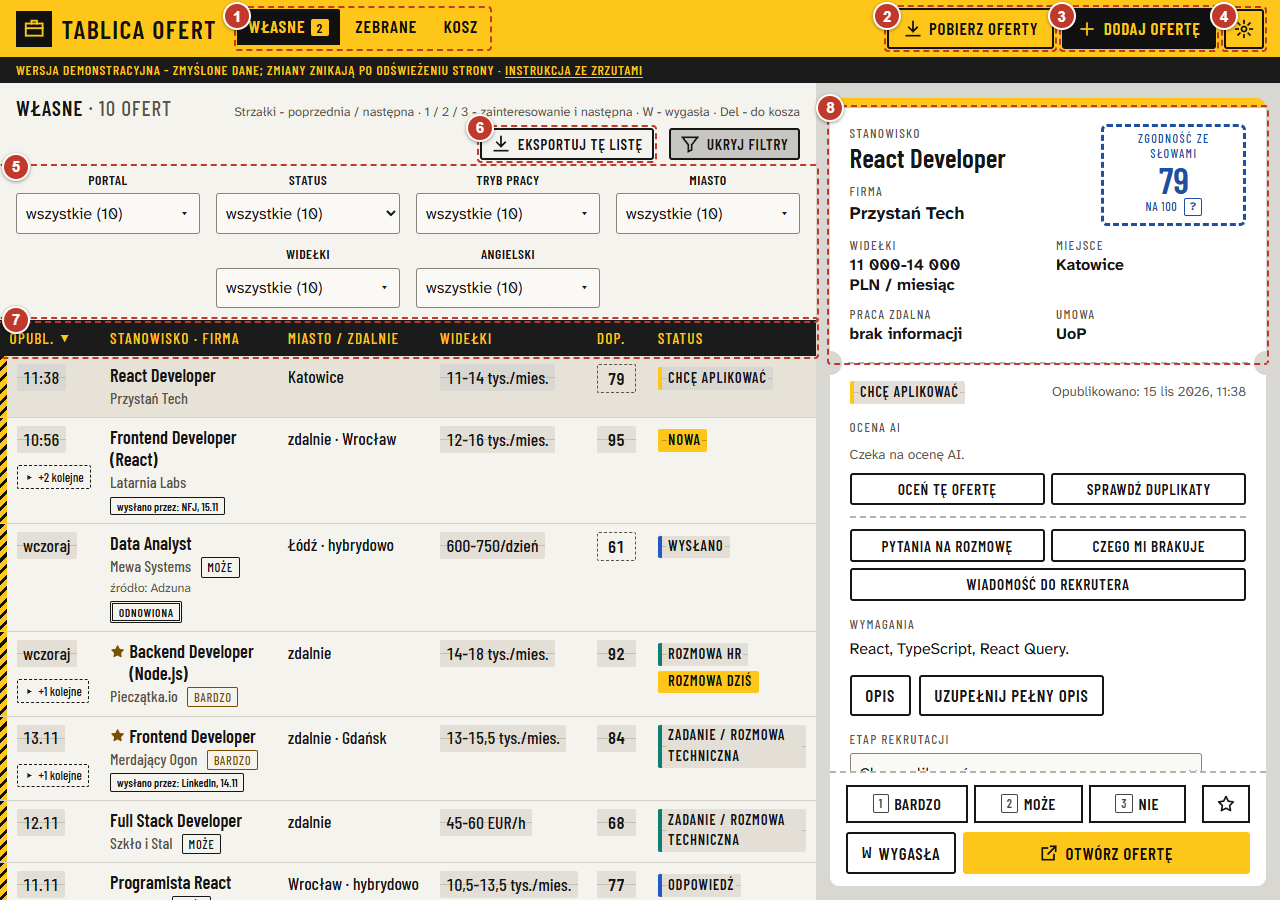 TABLICA OFERT
1
WŁASNE 2
ZEBRANE
KOSZ
2
POBIERZ OFERTY
3
DODAJ OFERTĘ
4
WERSJA DEMONSTRACYJNA - ZMYŚLONE DANE; ZMIANY ZNIKAJĄ PO ODŚWIEŻENIU STRONY · INSTRUKCJA ZE ZRZUTAMI
WŁASNE · 10 OFERT
Strzałki - poprzednia / następna · 1 / 2 / 3 - zainteresowanie i następna · W - wygasła · Del - do kosza
6
EKSPORTUJ TĘ LISTĘ
UKRYJ FILTRY
5
PORTAL
STATUS
TRYB PRACY
MIASTO
wszystkie (10)
wszystkie (10)
wszystkie (10)
wszystkie (10)
WIDEŁKI
ANGIELSKI
wszystkie (10)
wszystkie (10)
7
OPUBL. ▼
STANOWISKO · FIRMA
MIASTO / ZDALNIE
WIDEŁKI
DOP.
STATUS
11:38
React Developer
Przystań Tech
Katowice
11-14 tys./mies.
79
CHCĘ APLIKOWAĆ
10:56
+2 kolejne
Frontend Developer
(React)
Latarnia Labs
wysłano przez: NFJ, 15.11
zdalnie · Wrocław
12-16 tys./mies.
95
NOWA
wczoraj
Data Analyst
Mewa Systems MOŻE
źródło: Adzuna
ODNOWIONA
Łódź · hybrydowo
600-750/dzień
61
WYSŁANO
wczoraj
+1 kolejne
★ Backend Developer
(Node.js)
Pieczątka.io BARDZO
zdalnie
14-18 tys./mies.
92
ROZMOWA HR
ROZMOWA DZIŚ
13.11
+1 kolejne
★ Frontend Developer
Merdający Ogon BARDZO
wysłano przez: LinkedIn, 14.11
zdalnie · Gdańsk
13-15,5 tys./mies.
84
ZADANIE / ROZMOWA
TECHNICZNA
12.11
Full Stack Developer
Szkło i Stal MOŻE
zdalnie
45-60 EUR/h
68
ZADANIE / ROZMOWA
TECHNICZNA
11.11
Programista React
Wrocław · hybrydowo
10,5-13,5 tys./mies.
77
ODPOWIEDŹ
8
STANOWISKO
React Developer
ZGODNOŚĆ ZE
SŁOWAMI
79
NA 100 ?
FIRMA
Przystań Tech
WIDEŁKI
11 000-14 000
PLN / miesiąc
MIEJSCE
Katowice
PRACA ZDALNA
brak informacji
UMOWA
UoP
CHCĘ APLIKOWAĆ
Opublikowano: 15 lis 2026, 11:38
OCENA AI
Czeka na ocenę AI.
OCEŃ TĘ OFERTĘ
SPRAWDŹ DUPLIKATY
PYTANIA NA ROZMOWĘ
CZEGO MI BRAKUJE
WIADOMOŚĆ DO REKRUTERA
WYMAGANIA
React, TypeScript, React Query.
OPIS
UZUPEŁNIJ PEŁNY OPIS
ETAP REKRUTACJI
1 BARDZO
2 MOŻE
3 NIE
W WYGASŁA
OTWÓRZ OFERTĘ